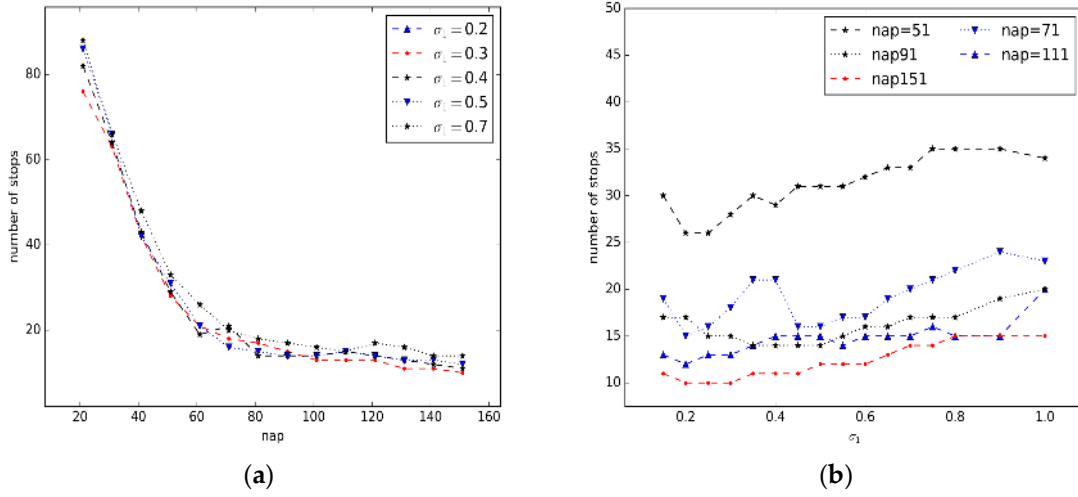 number of stops
80
60
40
20
20
40
60
80
100
120
140
160
nap
σ₁ = 0.2
σ₁ = 0.3
σ₁ = 0.4
σ₁ = 0.5
σ₁ = 0.7
(a)
number of stops
50
45
40
35
30
25
20
15
10
0.2
0.4
0.6
0.8
1.0
σ₁
nap=51
nap91
nap151
nap=71
nap=111
(b)